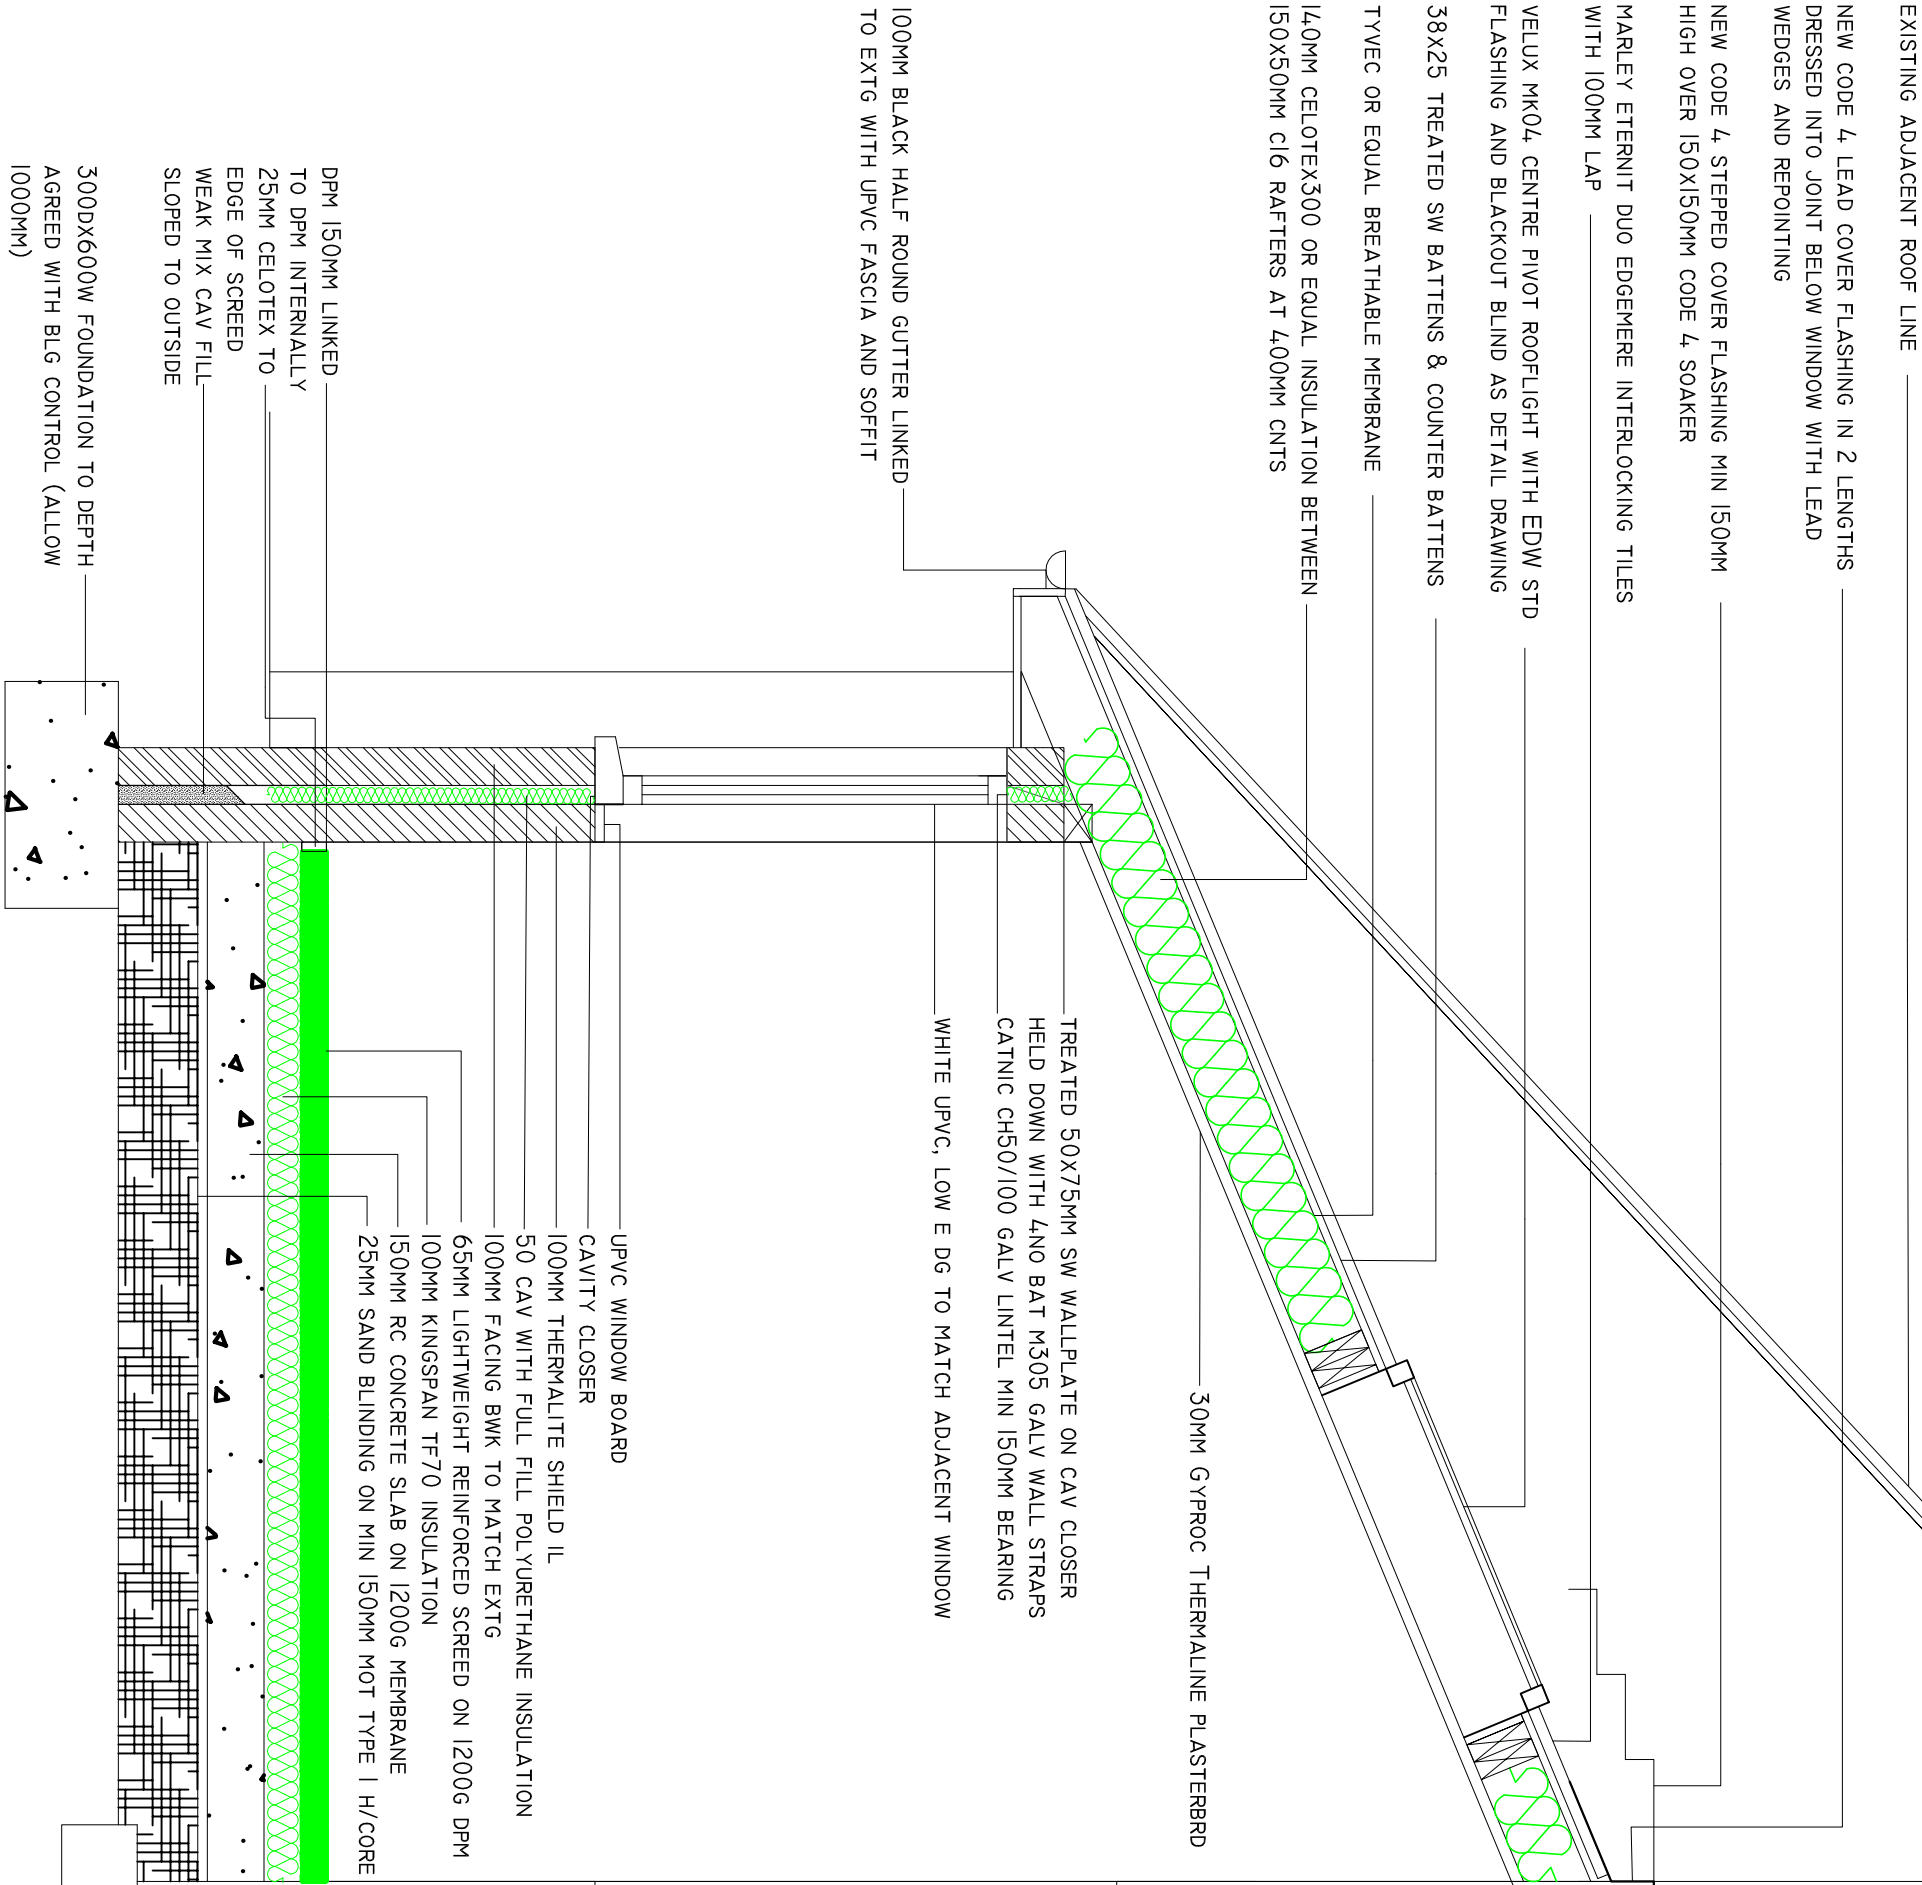 EXISTING ADJACENT ROOF LINE
NEW CODE 4 LEAD COVER FLASHING IN 2 LENGTHS
DRESSED INTO JOINT BELOW WINDOW WITH LEAD
WEDGES AND REPOINTING
NEW CODE 4 STEPPED COVER FLASHING MIN 150MM
HIGH OVER 150X150MM CODE 4 SOAKER
MARLEY ETERNIT DUO EDGEMERE INTERLOCKING TILES
WITH 100MM LAP
VELUX MK04 CENTRE PIVOT ROOFLIGHT WITH EDW STD
FLASHING AND BLACKOUT BLIND AS DETAIL DRAWING
38X25 TREATED SW BATTENS & COUNTER BATTENS
TYVEC OR EQUAL BREATHABLE MEMBRANE
140MM CELOTEX300 OR EQUAL INSULATION BETWEEN
150X50MM C16 RAFTERS AT 400MM CNTS
100MM BLACK HALF ROUND GUTTER LINKED
TO EXTG WITH UPVC FASCIA AND SOFFIT
DPM 150MM LINKED
TO DPM INTERNALLY
25MM CELOTEX TO
EDGE OF SCREED
WEAK MIX CAV FILL
SLOPED TO OUTSIDE
300DX600W FOUNDATION TO DEPTH
AGREED WITH BLG CONTROL (ALLOW
1000MM)
30MM GYPROC THERMALINE PLASTERBRD
TREATED 50X75MM SW WALLPLATE ON CAV CLOSER
HELD DOWN WITH 4NO BAT M305 GALV WALL STRAPS
CATNIC CH50/100 GALV LINTEL MIN 150MM BEARING
WHITE UPVC, LOW E DG TO MATCH ADJACENT WINDOW
UPVC WINDOW BOARD
CAVITY CLOSER
100MM THERMALITE SHIELD IL
50 CAV WITH FULL FILL POLYURETHANE INSULATION
100MM FACING BWK TO MATCH EXTG
65MM LIGHTWEIGHT REINFORCED SCREED ON 1200G DPM
100MM KINGSPAN TF70 INSULATION
150MM RC CONCRETE SLAB ON 1200G MEMBRANE
25MM SAND BLINDING ON MIN 150MM MOT TYPE 1 H/CORE